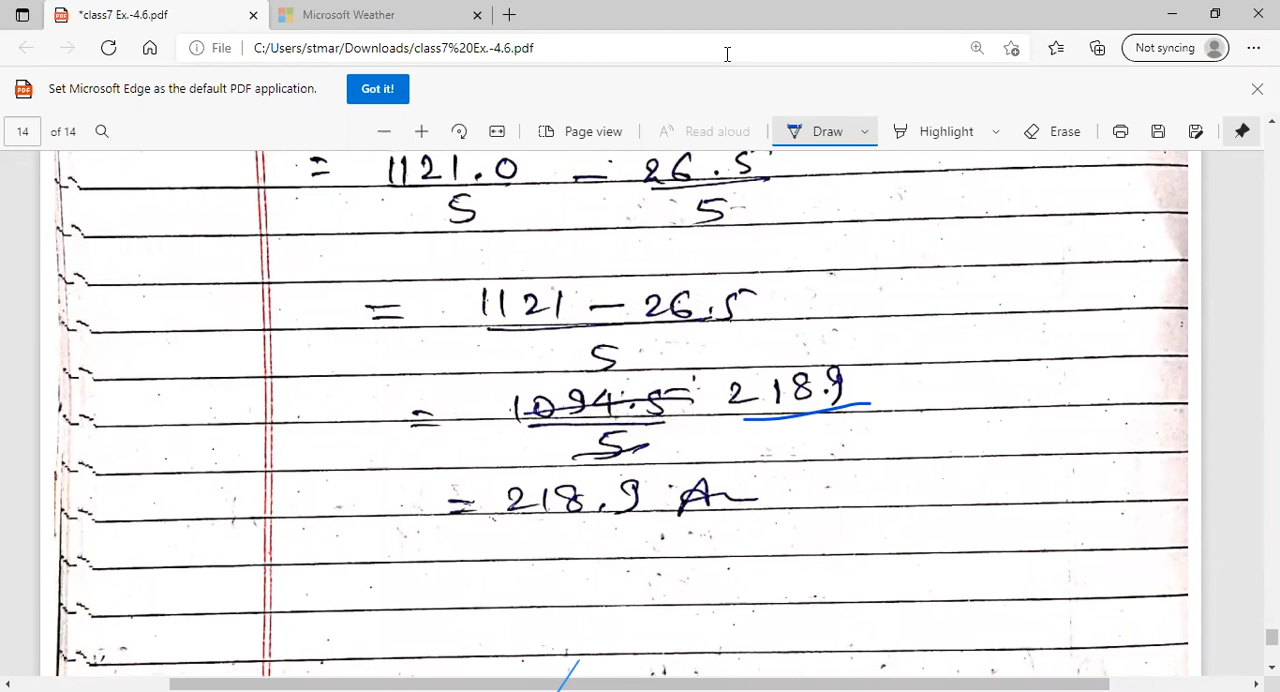 *class7 Ex.-4.6.pdf
Microsoft Weather
File C:/Users/stmar/Downloads/class7%20Ex.-4.6.pdf
Not syncing
Set Microsoft Edge as the default PDF application.
Got it!
14 of 14
Page view
Read aloud
Draw
Highlight
Erase
= 1121.0 — 26.5
5 5
= 1121 — 26.5
5
= 1094.5 218.9
5
= 218.9 A